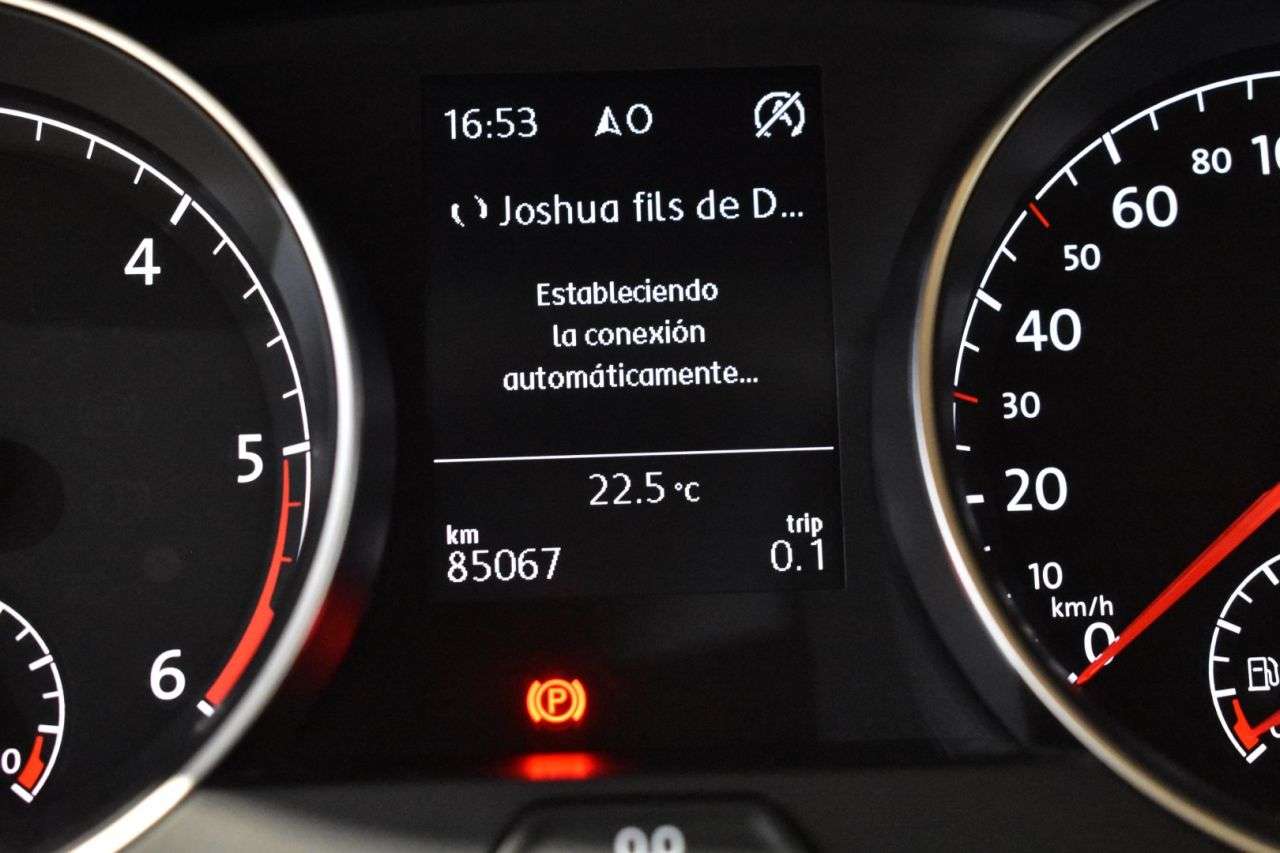 16:53 O
Joshua fils de D...
Estableciendo
la conexión
automáticamente...
22.5 °C
km trip
85067 0.1
P
4
5
6
0
80
60
50
40
30
20
10
km/h
0